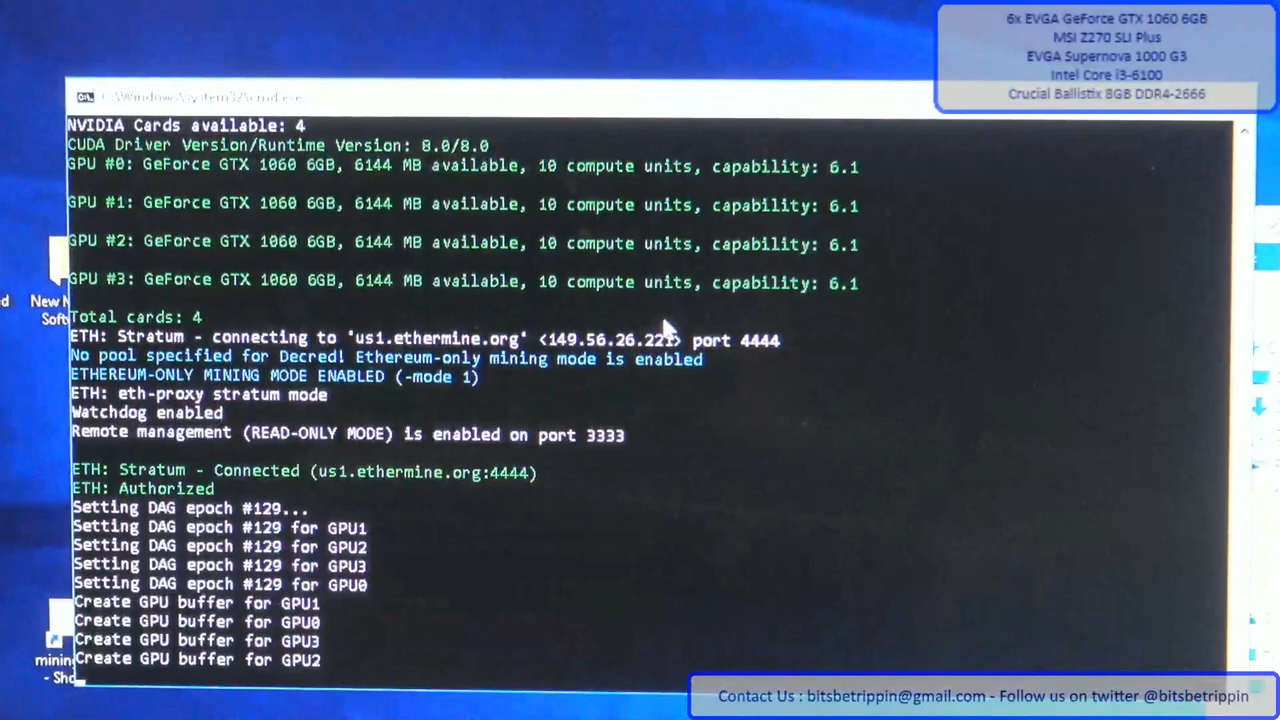 6x EVGA GeForce GTX 1060 6GB
MSI Z270 SLI Plus
EVGA Supernova 1000 G3
Intel Core i3-6100
Crucial Ballistix 8GB DDR4-2666
C:\Windows\system32\cmd.exe
NVIDIA Cards available: 4
CUDA Driver Version/Runtime Version: 8.0/8.0
GPU #0: GeForce GTX 1060 6GB, 6144 MB available, 10 compute units, capability: 6.1
GPU #1: GeForce GTX 1060 6GB, 6144 MB available, 10 compute units, capability: 6.1
GPU #2: GeForce GTX 1060 6GB, 6144 MB available, 10 compute units, capability: 6.1
GPU #3: GeForce GTX 1060 6GB, 6144 MB available, 10 compute units, capability: 6.1
Total cards: 4
ETH: Stratum - connecting to 'us1.ethermine.org' <149.56.26.221> port 4444
No pool specified for Decred! Ethereum-only mining mode is enabled
ETHEREUM-ONLY MINING MODE ENABLED (-mode 1)
ETH: eth-proxy stratum mode
Watchdog enabled
Remote management (READ-ONLY MODE) is enabled on port 3333
ETH: Stratum - Connected (us1.ethermine.org:4444)
ETH: Authorized
Setting DAG epoch #129...
Setting DAG epoch #129 for GPU1
Setting DAG epoch #129 for GPU2
Setting DAG epoch #129 for GPU3
Setting DAG epoch #129 for GPU0
Create GPU buffer for GPU1
Create GPU buffer for GPU0
Create GPU buffer for GPU3
Create GPU buffer for GPU2
New
Soft
minin
- Sho
Contact Us : bitsbetrippin@gmail.com - Follow us on twitter @bitsbetrippin